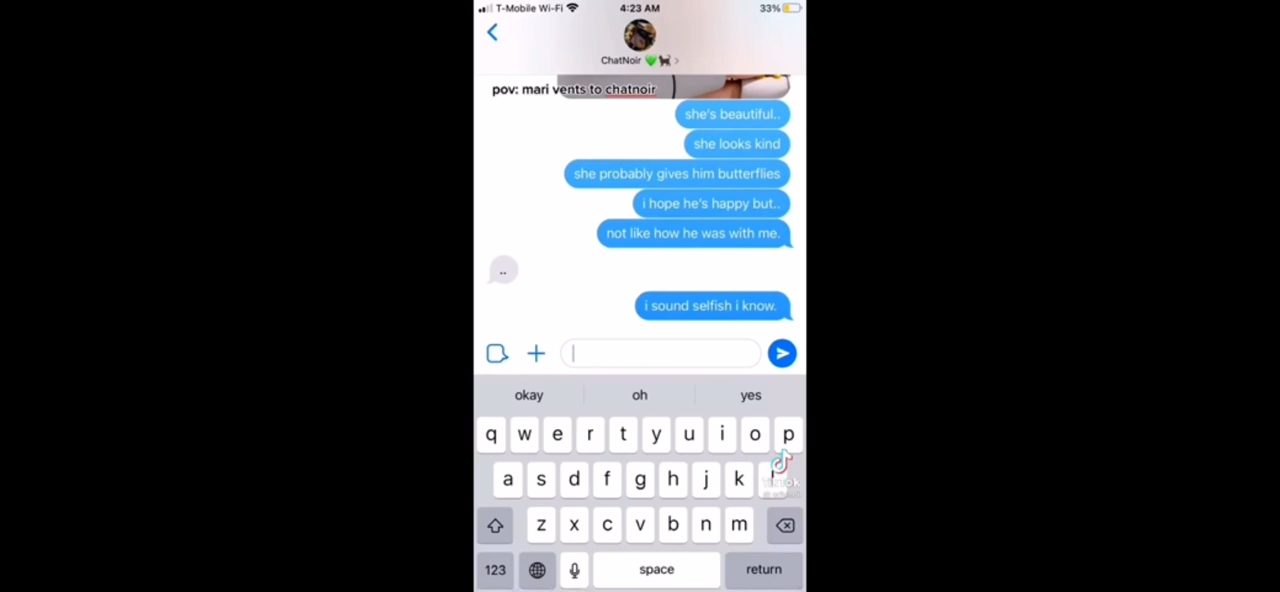 T-Mobile Wi-Fi 4:23 AM 33%
ChatNoir 💚🐈‍⬛ >
pov: mari vents to chatnoir
she's beautiful..
she looks kind
she probably gives him butterflies
i hope he's happy but..
not like how he was with me.
..
i sound selfish i know.
okay oh yes
q w e r t y u i o p
a s d f g h j k
TikTok
z x c v b n m
123 space return